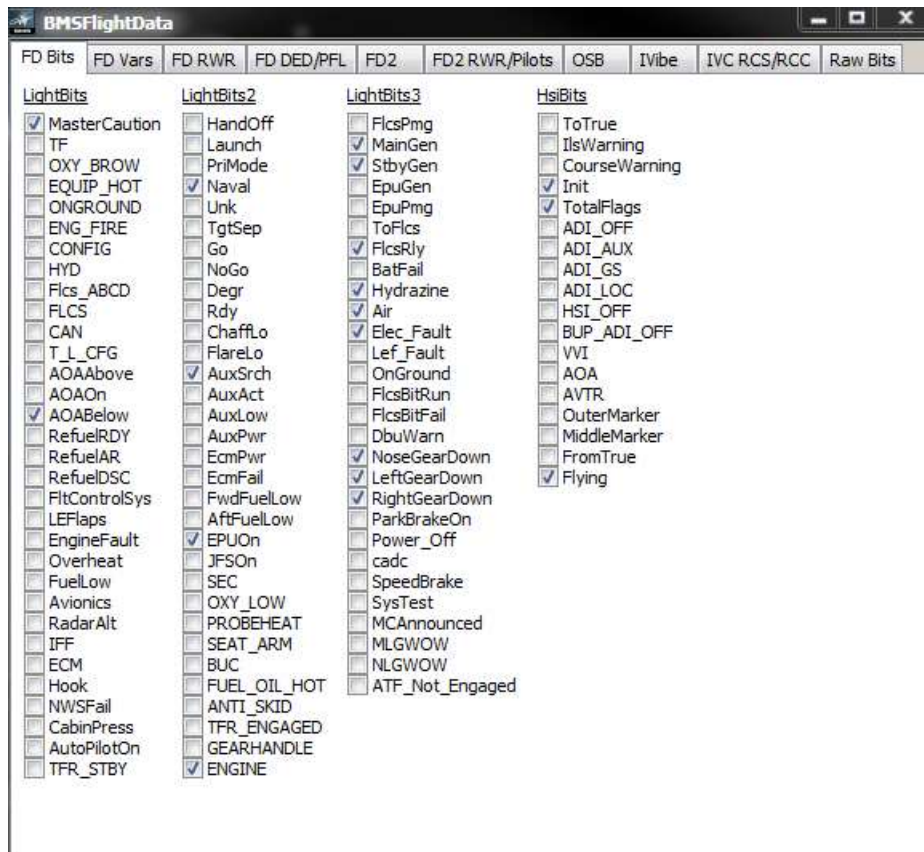 BMSFlightData
FD Bits FD Vars FD RWR FD DED/PFL FD2 FD2 RWR/Pilots OSB IVibe IVC RCS/RCC Raw Bits
LightBits
MasterCaution
TF
OXY_BROW
EQUIP_HOT
ONGROUND
ENG_FIRE
CONFIG
HYD
Flcs_ABCD
FLCS
CAN
T_L_CFG
AOAAbove
AOAOn
AOABelow
RefuelRDY
RefuelAR
RefuelDSC
FltControlSys
LEFlaps
EngineFault
Overheat
FuelLow
Avionics
RadarAlt
IFF
ECM
Hook
NWSFail
CabinPress
AutoPilotOn
TFR_STBY
LightBits2
HandOff
Launch
PriMode
Naval
Unk
TgtSep
Go
NoGo
Degr
Rdy
ChaffLo
FlareLo
AuxSrch
AuxAct
AuxLow
AuxPwr
EcmPwr
EcmFail
FwdFuelLow
AftFuelLow
EPUOn
JFSOn
SEC
OXY_LOW
PROBEHEAT
SEAT_ARM
BUC
FUEL_OIL_HOT
ANTI_SKID
TFR_ENGAGED
GEARHANDLE
ENGINE
LightBits3
FlcsPmg
MainGen
StbyGen
EpuGen
EpuPmg
ToFlcs
FlcsRly
BatFail
Hydrazine
Air
Elec_Fault
Lef_Fault
OnGround
FlcsBitRun
FlcsBitFail
DbuWarn
NoseGearDown
LeftGearDown
RightGearDown
ParkBrakeOn
Power_Off
cadc
SpeedBrake
SysTest
MCAnnounced
MLGWOW
NLGWOW
ATF_Not_Engaged
HsiBits
ToTrue
IlsWarning
CourseWarning
Init
TotalFlags
ADI_OFF
ADI_AUX
ADI_GS
ADI_LOC
HSI_OFF
BUP_ADI_OFF
VVI
AOA
AVTR
OuterMarker
MiddleMarker
FromTrue
Flying